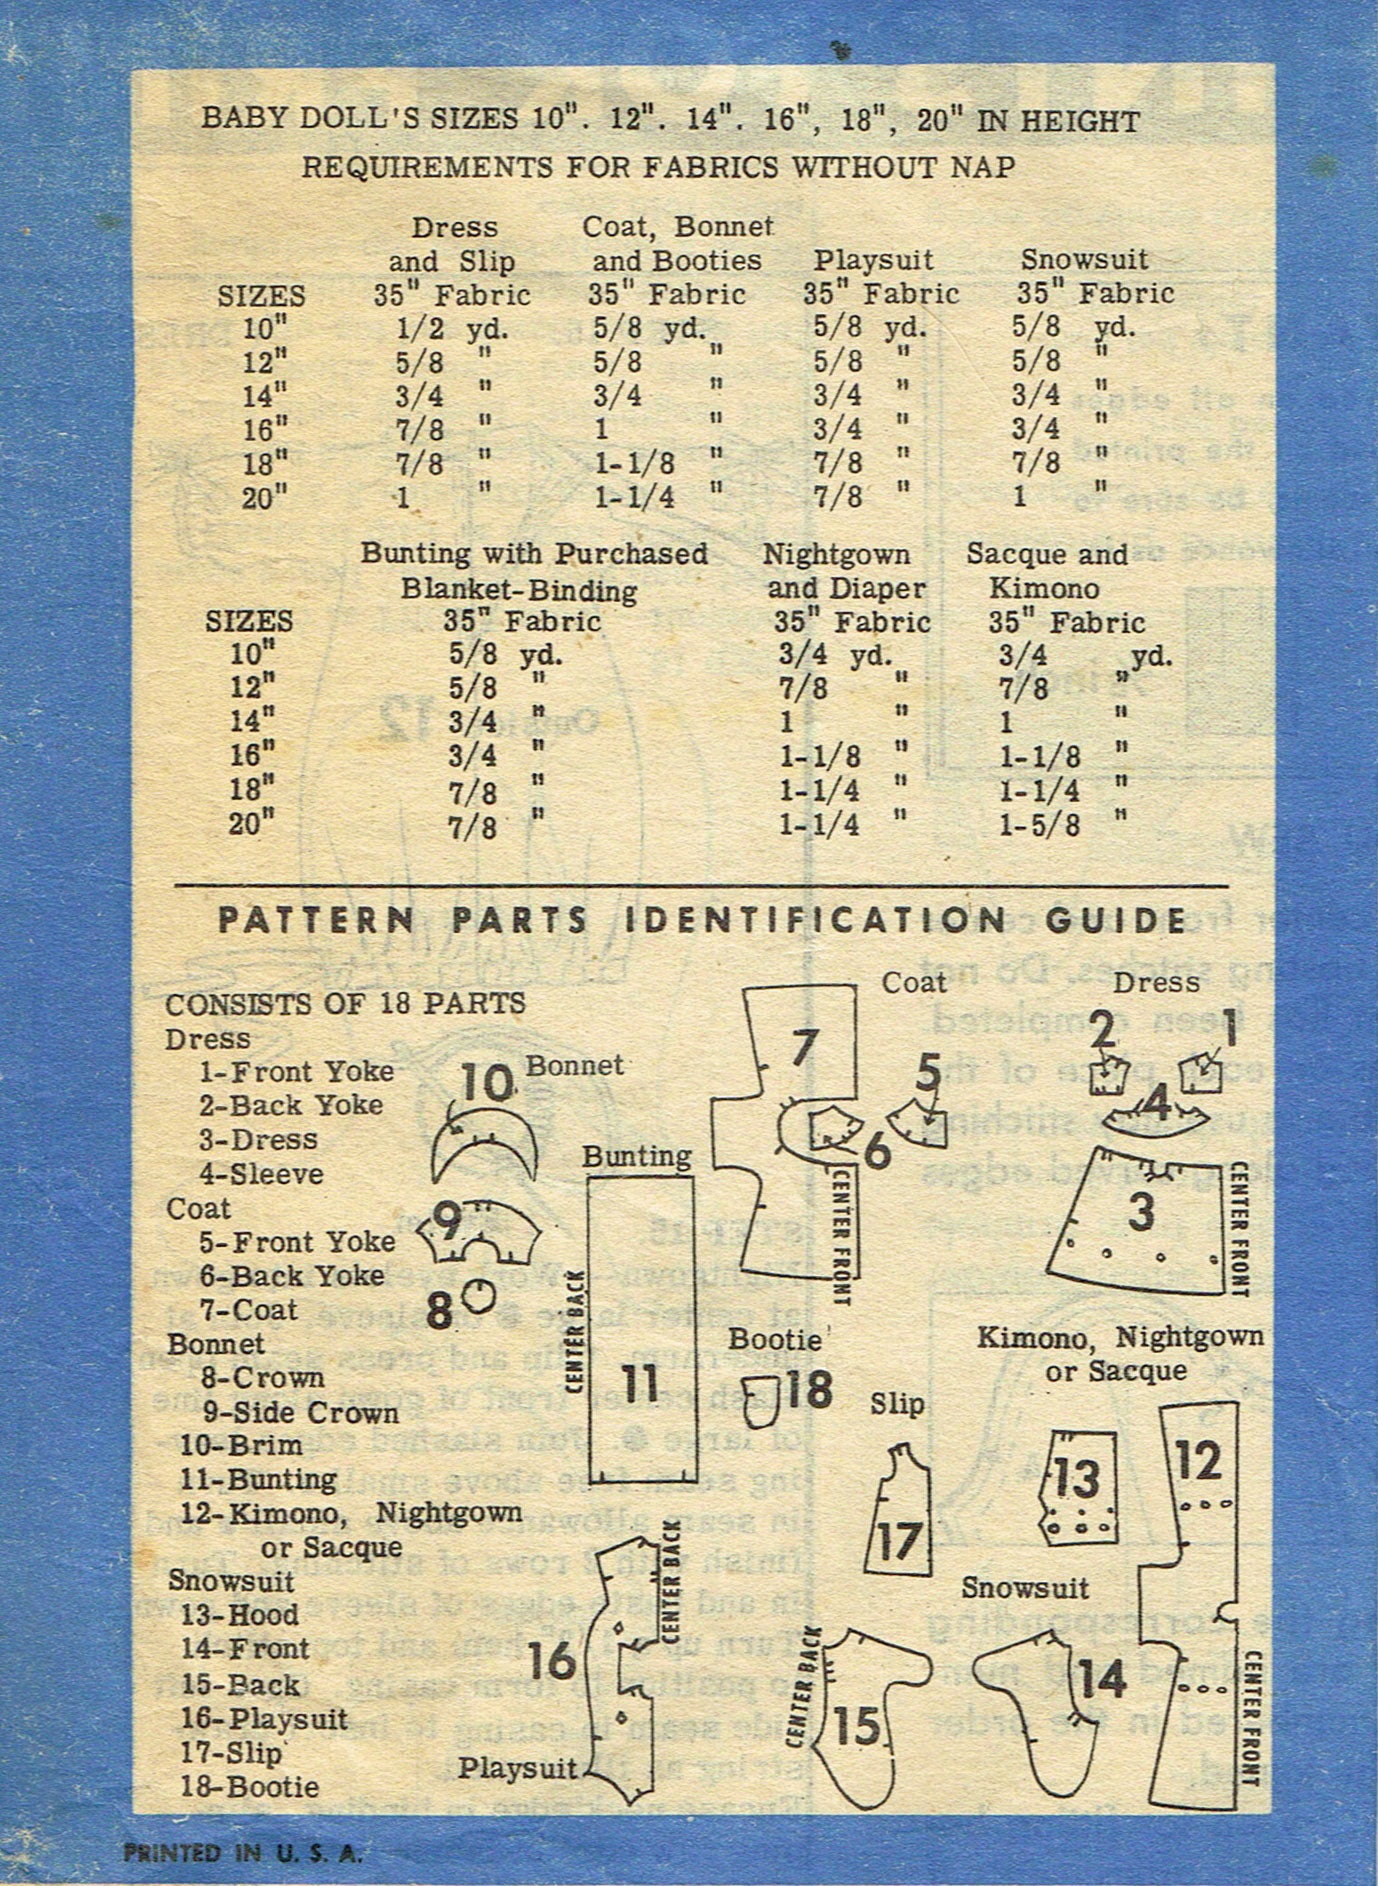 BABY DOLL'S SIZES 10". 12". 14". 16", 18", 20" IN HEIGHT
REQUIREMENTS FOR FABRICS WITHOUT NAP
Dress Coat, Bonnet
and Slip and Booties Playsuit Snowsuit
SIZES 35" Fabric 35" Fabric 35" Fabric 35" Fabric
10" 1/2 yd. 5/8 yd. 5/8 yd. 5/8 yd.
12" 5/8 " 5/8 " 5/8 " 5/8 "
14" 3/4 " 3/4 " 3/4 " 3/4 "
16" 7/8 " 1 " 3/4 " 3/4 "
18" 7/8 " 1-1/8 " 7/8 " 7/8 "
20" 1 " 1-1/4 " 7/8 " 1 "
Bunting with Purchased Nightgown Sacque and
Blanket-Binding and Diaper Kimono
SIZES 35" Fabric 35" Fabric 35" Fabric
10" 5/8 yd. 3/4 yd. 3/4 yd.
12" 5/8 " 7/8 " 7/8 "
14" 3/4 " 1 " 1 "
16" 3/4 " 1-1/8 " 1-1/8 "
18" 7/8 " 1-1/4 " 1-1/4 "
20" 7/8 " 1-1/4 " 1-5/8 "
PATTERN PARTS IDENTIFICATION GUIDE
CONSISTS OF 18 PARTS
Dress
1-Front Yoke
2-Back Yoke
3-Dress
4-Sleeve
Coat
5-Front Yoke
6-Back Yoke
7-Coat
Bonnet
8-Crown
9-Side Crown
10-Brim
11-Bunting
12-Kimono, Nightgown
or Sacque
Snowsuit
13-Hood
14-Front
15-Back
16-Playsuit
17-Slip
18-Bootie
Bonnet
10
9
8
Bunting
11
CENTER BACK
Coat
7
5
6
CENTER FRONT
Dress
2 1
4
3
CENTER FRONT
Bootie
18
Slip
17
Kimono, Nightgown
or Sacque
13
12
CENTER FRONT
Snowsuit
CENTER BACK
15
14
CENTER BACK
16
Playsuit
PRINTED IN U. S. A.